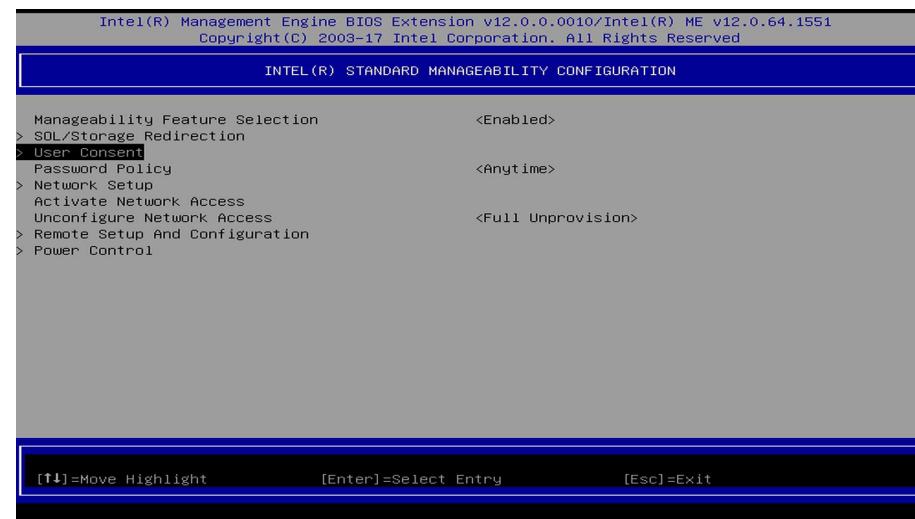 Intel(R) Management Engine BIOS Extension v12.0.0.0010/Intel(R) ME v12.0.64.1551
Copyright(C) 2003-17 Intel Corporation. All Rights Reserved
INTEL(R) STANDARD MANAGEABILITY CONFIGURATION
Manageability Feature Selection <Enabled>
> SOL/Storage Redirection
> User Consent
Password Policy <Anytime>
> Network Setup
Activate Network Access
Unconfigure Network Access <Full Unprovision>
> Remote Setup And Configuration
> Power Control
[↑↓]=Move Highlight [Enter]=Select Entry [Esc]=Exit